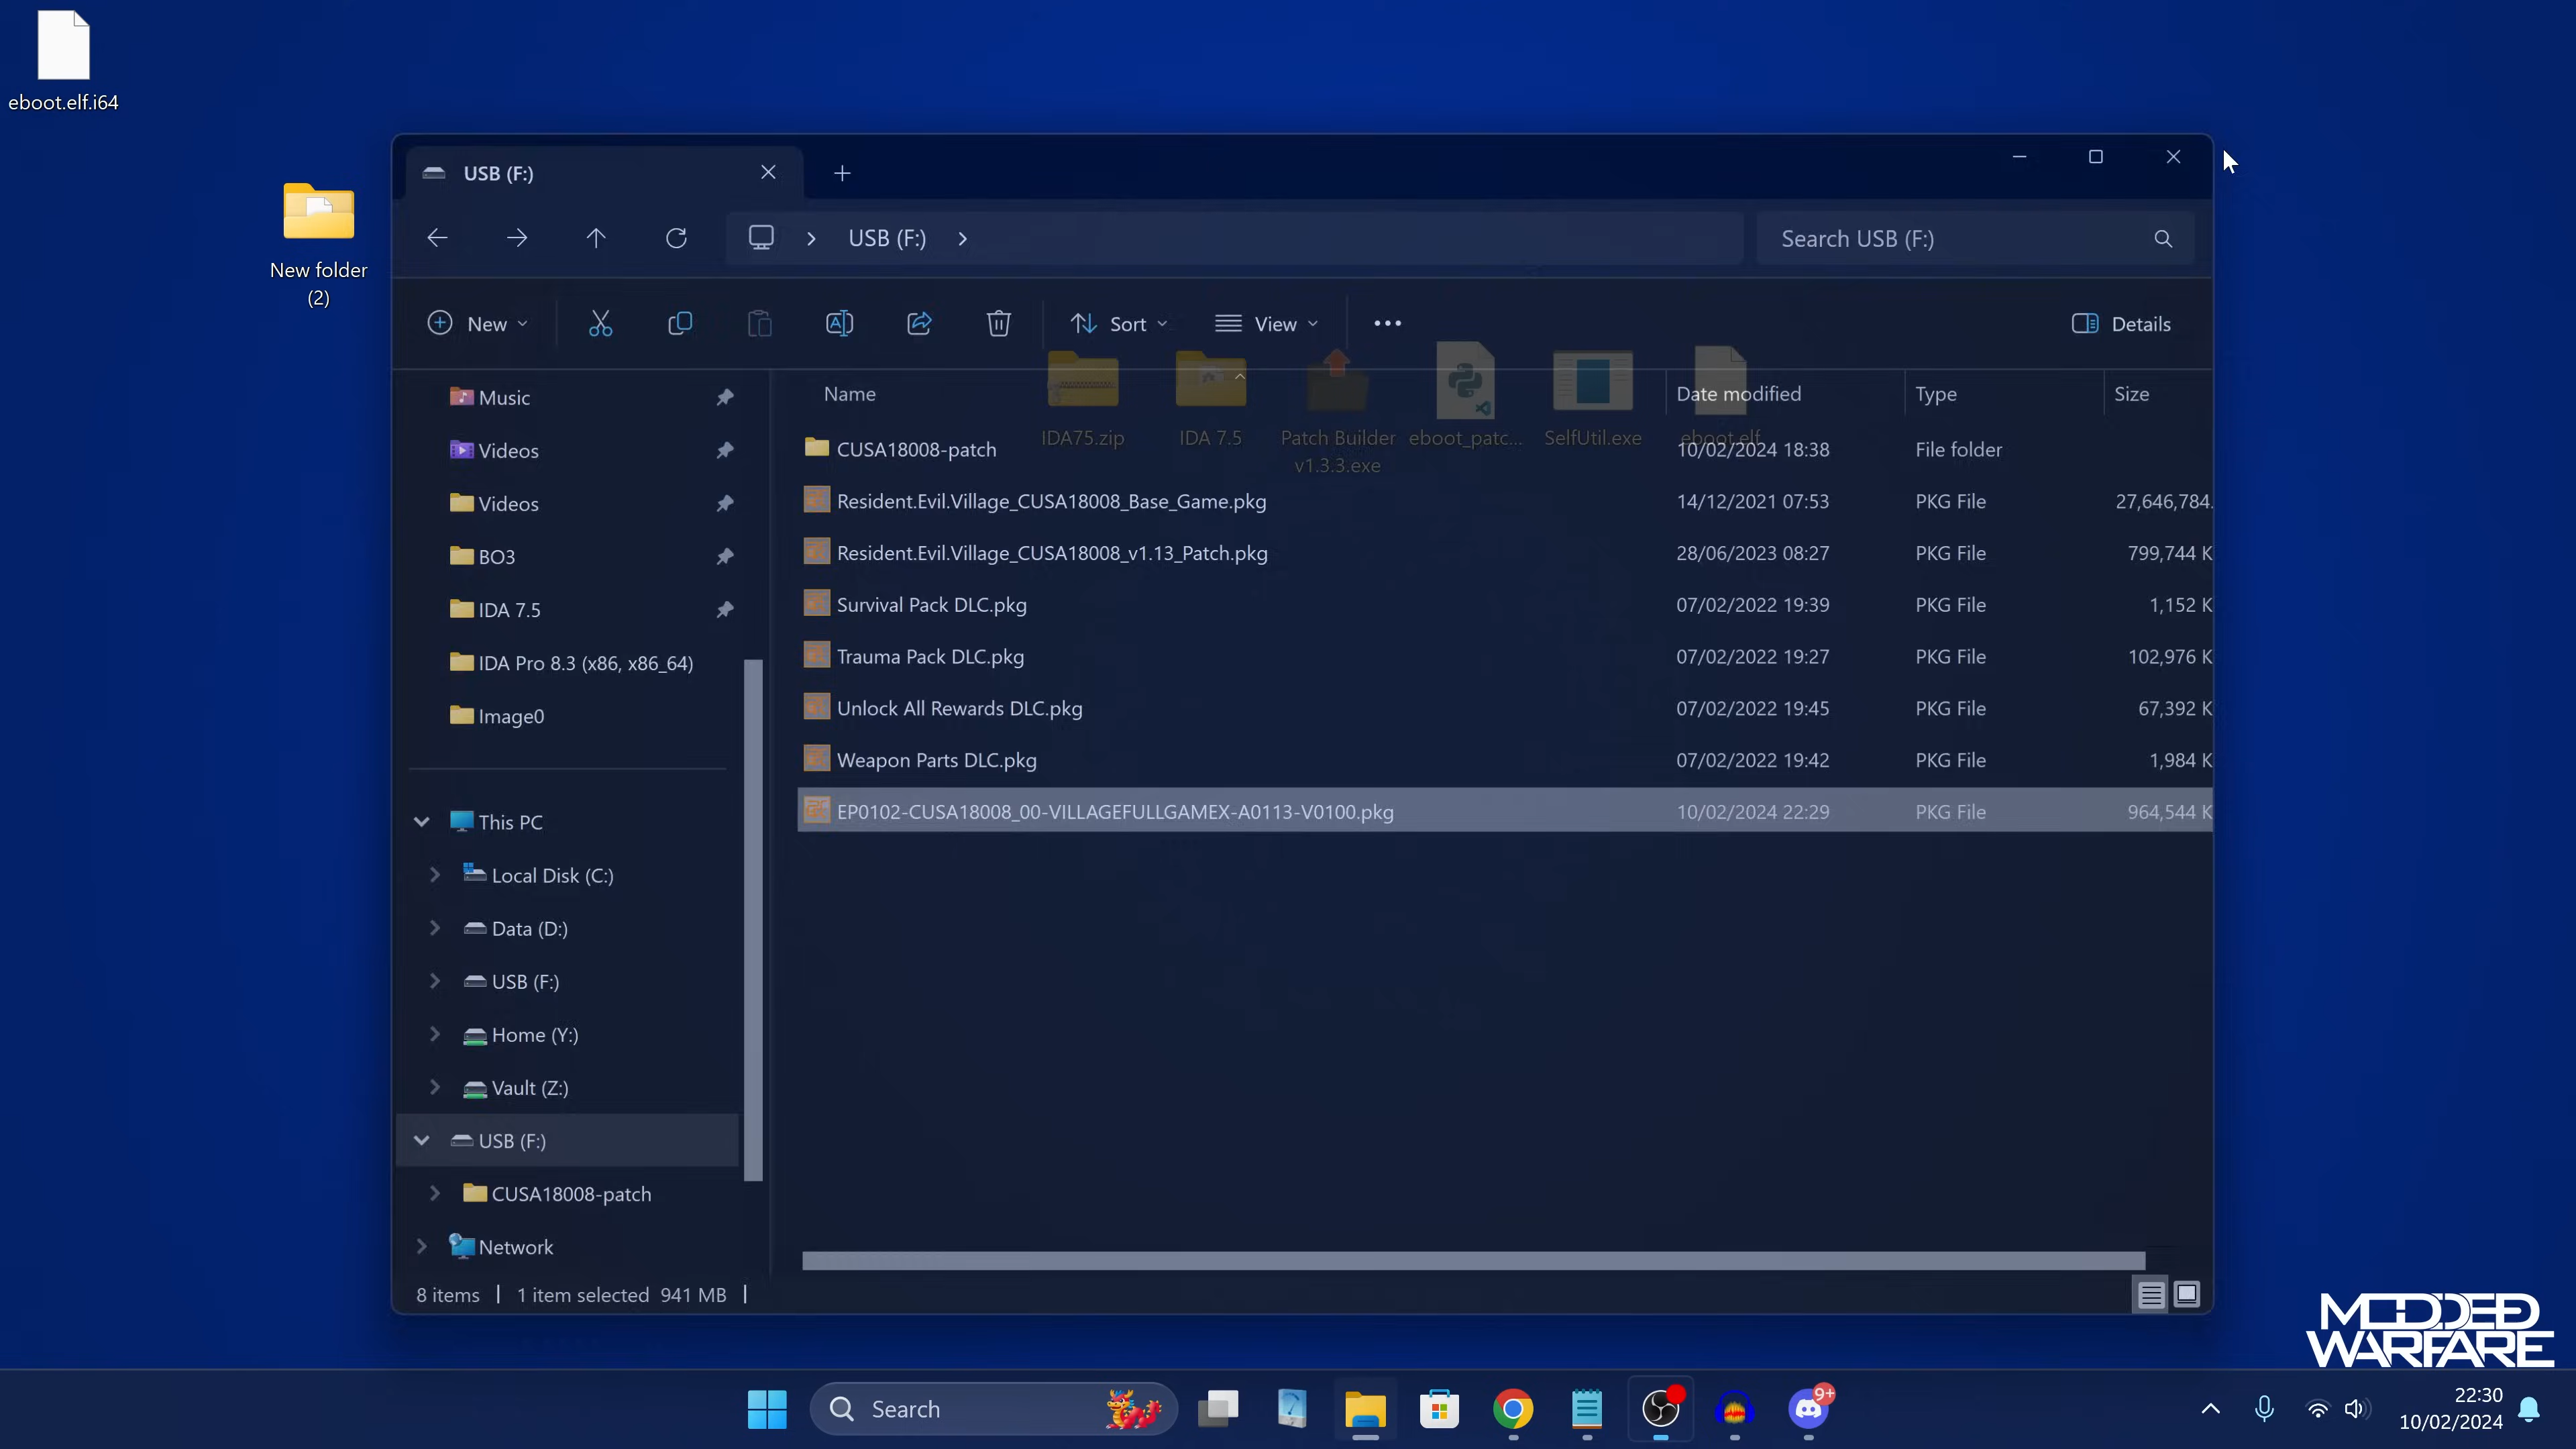 eboot.elf.i64
New folder
(2)
USB (F:)
USB (F:)
Search USB (F:)
New
Sort
View
Details
IDA75.zip
IDA 7.5
Patch Builder
v1.3.3.exe
eboot_patc...
SelfUtil.exe
eboot.elf
Name
Date modified
Type
Size
CUSA18008-patch
10/02/2024 18:38
File folder
Resident.Evil.Village_CUSA18008_Base_Game.pkg
14/12/2021 07:53
PKG File
27,646,784.
Resident.Evil.Village_CUSA18008_v1.13_Patch.pkg
28/06/2023 08:27
PKG File
799,744 K
Survival Pack DLC.pkg
07/02/2022 19:39
PKG File
1,152 K
Trauma Pack DLC.pkg
07/02/2022 19:27
PKG File
102,976 K
Unlock All Rewards DLC.pkg
07/02/2022 19:45
PKG File
67,392 K
Weapon Parts DLC.pkg
07/02/2022 19:42
PKG File
1,984 K
EP0102-CUSA18008_00-VILLAGEFULLGAMEX-A0113-V0100.pkg
10/02/2024 22:29
PKG File
964,544 K
Music
Videos
Videos
BO3
IDA 7.5
IDA Pro 8.3 (x86, x86_64)
Image0
This PC
Local Disk (C:)
Data (D:)
USB (F:)
Home (Y:)
Vault (Z:)
USB (F:)
CUSA18008-patch
Network
8 items
1 item selected 941 MB
MODDED
WARFARE
Search
9+
22:30
10/02/2024